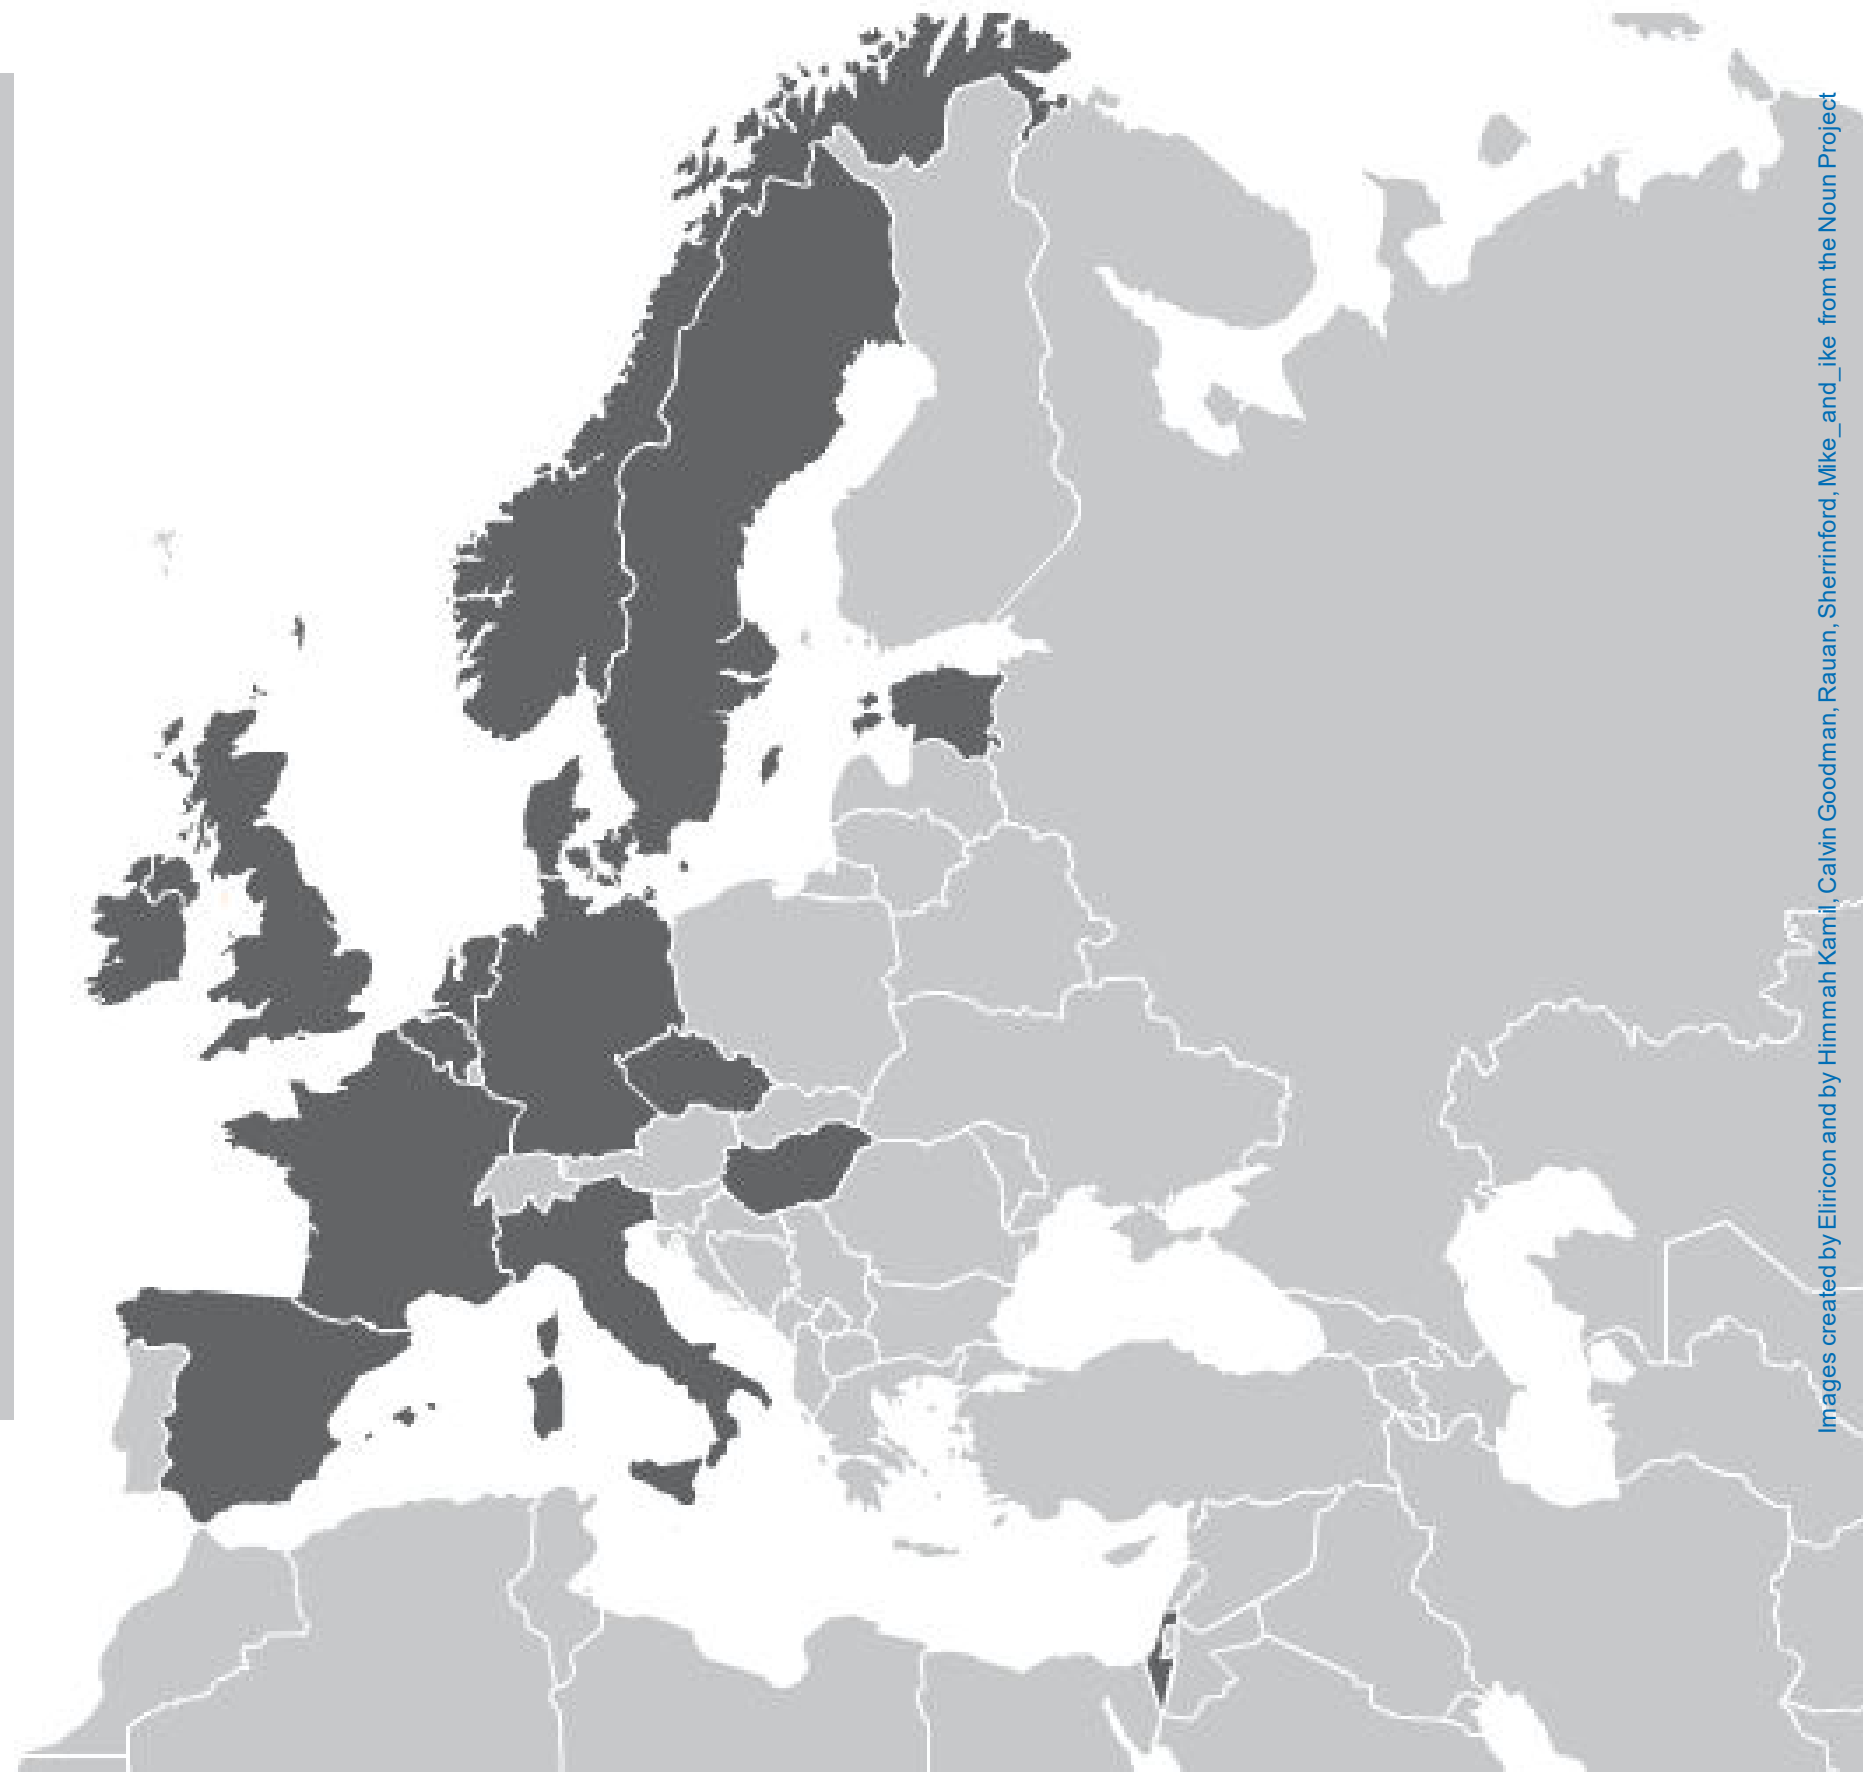 Images created by Eliricon and by Himmah Kamil, Calvin Goodman, Rauan, Sherrinford, Mike_and_ike from the Noun Project